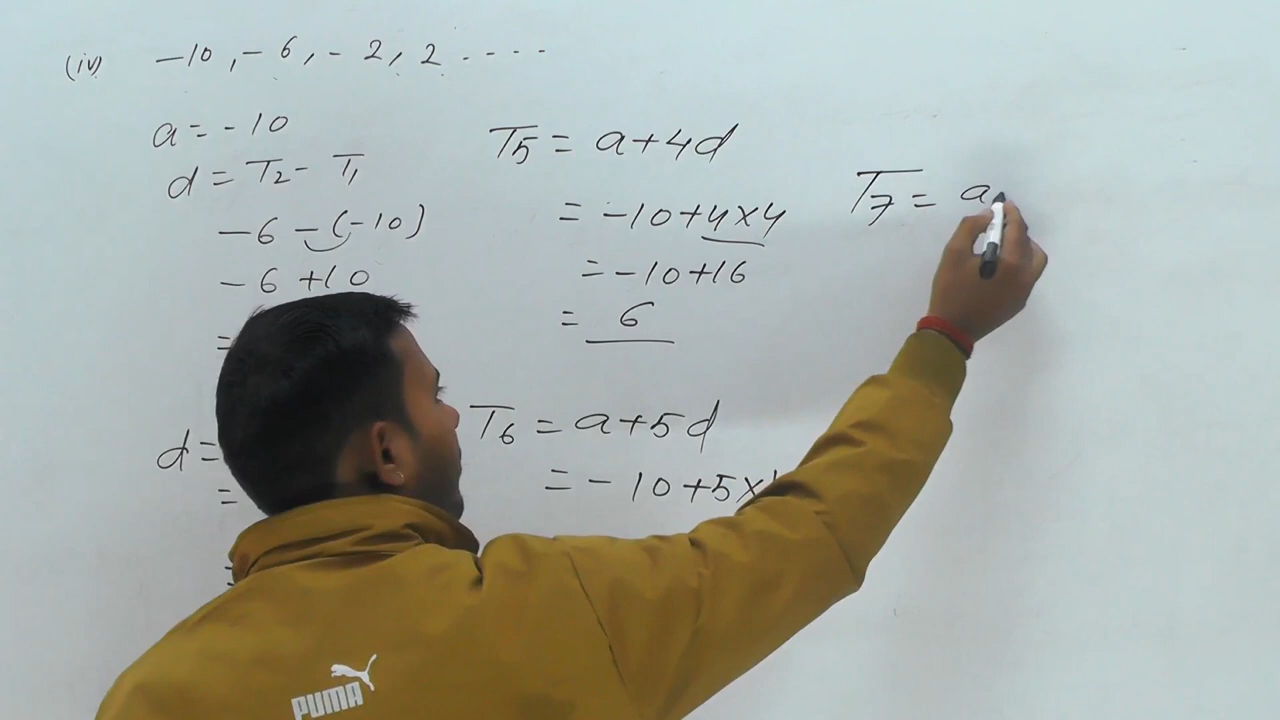 (iv) -10, -6, -2, 2 ----
a = -10
d = T2 - T1
-6 - (-10)
-6 + 10
=
d =
=
=
T5 = a+4d
= -10+4×4
= -10+16
= 6
T6 = a+5d
= -10+5×
T7 = a
PUMA